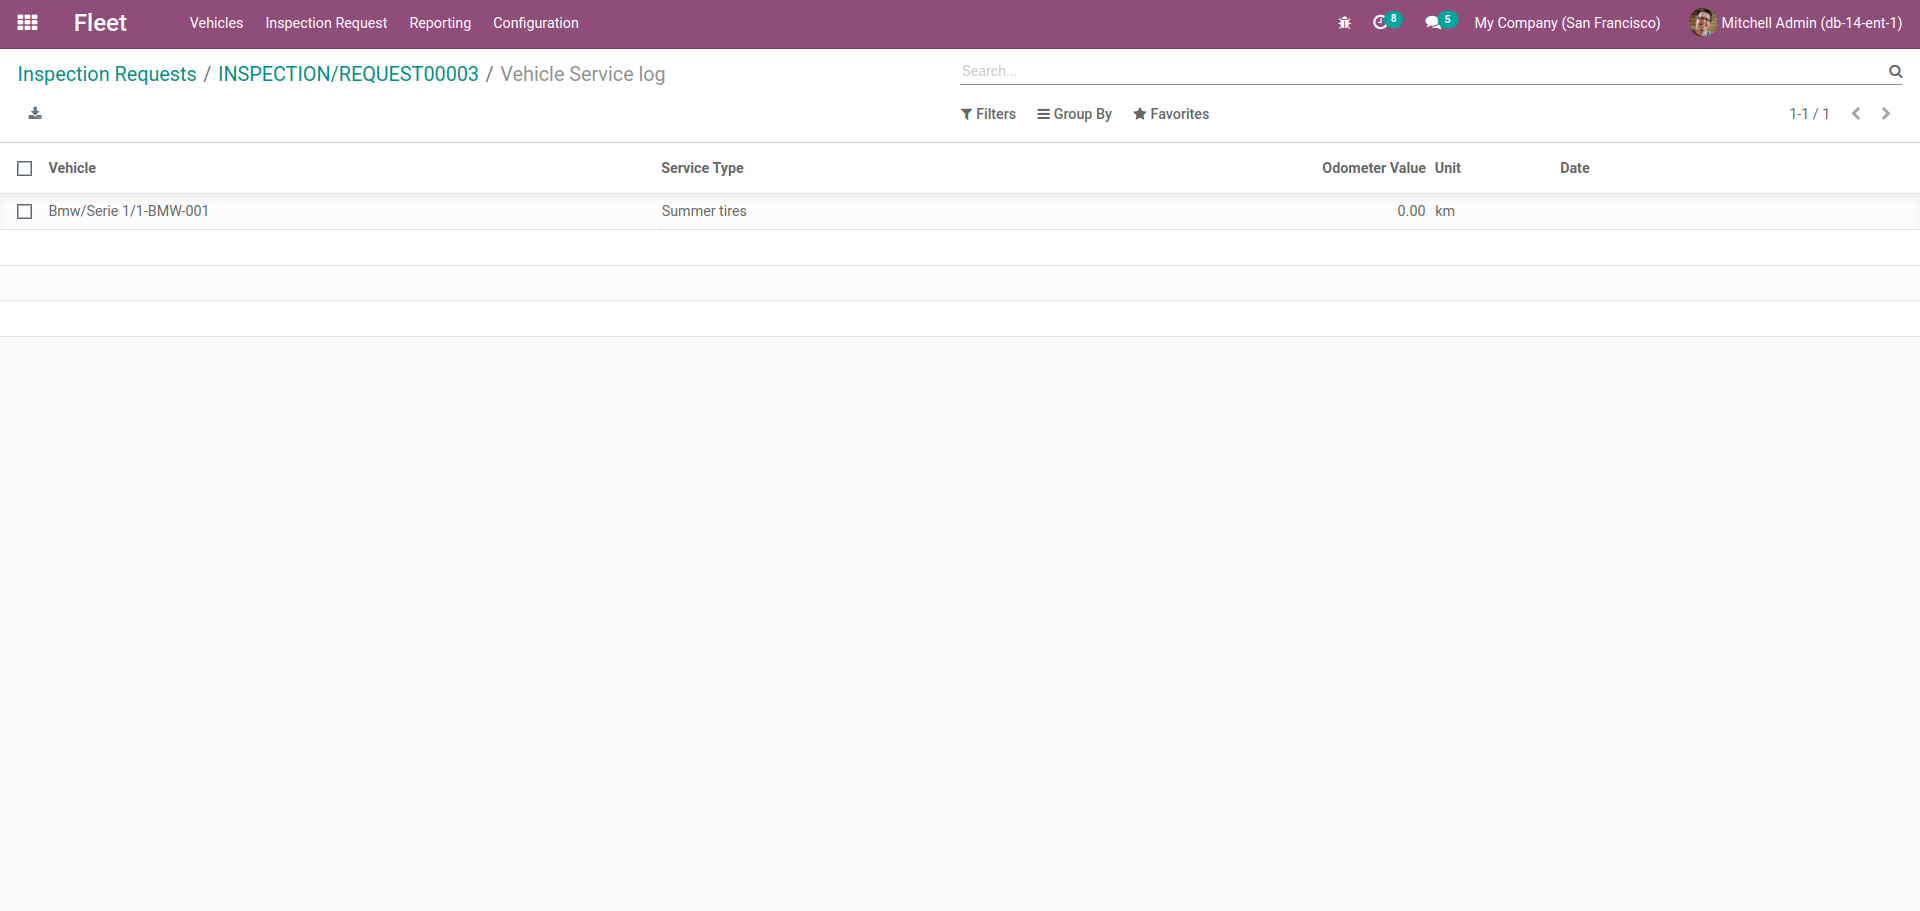 Fleet Vehicles Inspection Request Reporting Configuration 8 5 My Company (San Francisco) Mitchell Admin (db-14-ent-1)
Inspection Requests / INSPECTION/REQUEST00003 / Vehicle Service log
Search...
Filters Group By Favorites 1-1 / 1
Vehicle Service Type Odometer Value Unit Date
Bmw/Serie 1/1-BMW-001 Summer tires 0.00 km